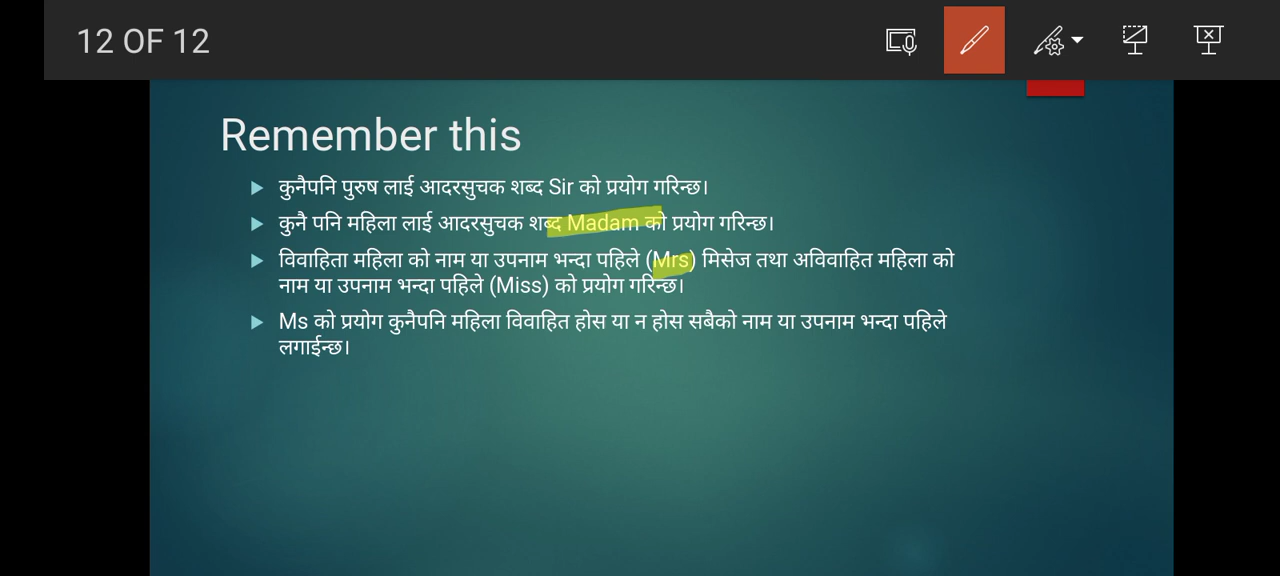 12 OF 12
Remember this
कुनैपनि पुरुष लाई आदरसुचक शब्द Sir को प्रयोग गरिन्छ।
कुनै पनि महिला लाई आदरसुचक शब्द Madam को प्रयोग गरिन्छ।
विवाहिता महिला को नाम या उपनाम भन्दा पहिले (Mrs) मिसेज तथा अविवाहित महिला को
नाम या उपनाम भन्दा पहिले (Miss) को प्रयोग गरिन्छ।
Ms को प्रयोग कुनैपनि महिला विवाहित होस या न होस सबैको नाम या उपनाम भन्दा पहिले
लगाईन्छ।